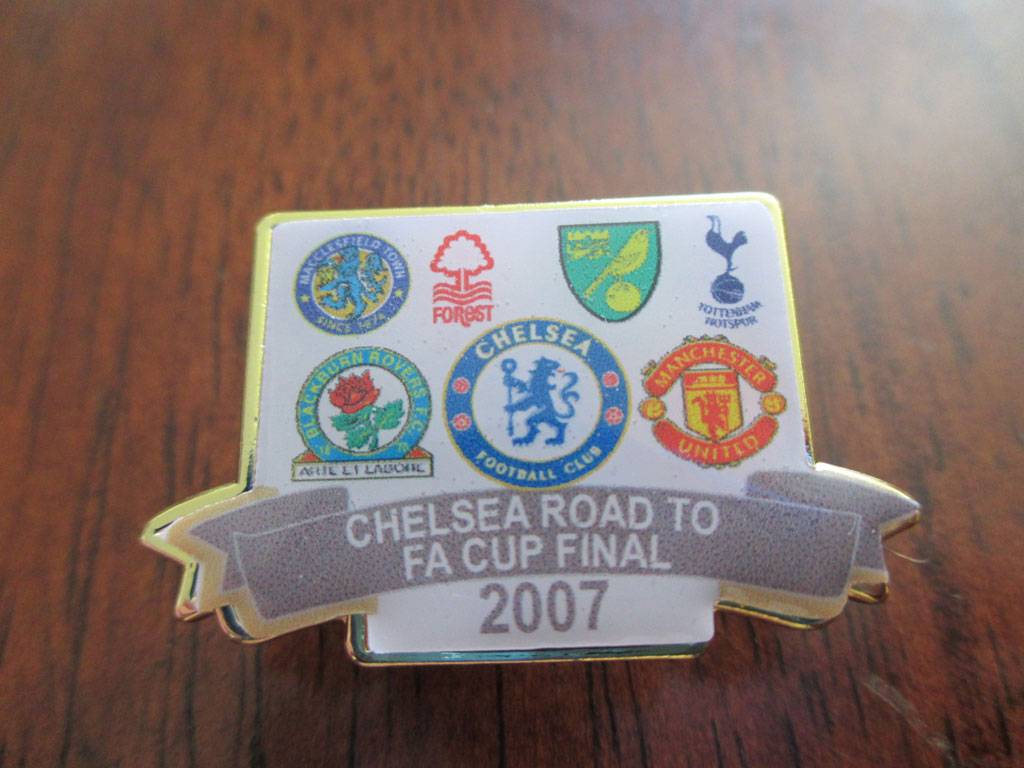 MACCLESFIELD TOWN
SINCE 1874
FOREST
TOTTENHAM
HOTSPUR
BLACKBURN ROVERS F.C.
ARTE ET LABORE
CHELSEA
FOOTBALL CLUB
MANCHESTER
UNITED
CHELSEA ROAD TO
FA CUP FINAL
2007